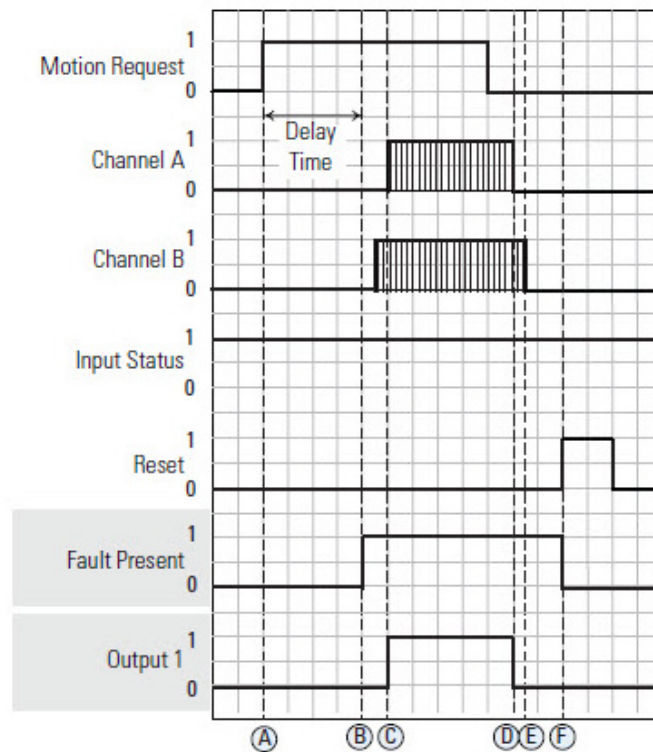 1
Motion Request
0
Delay
Time
1
Channel A
0
1
Channel B
0
1
Input Status
0
1
Reset
0
1
Fault Present
0
1
Output 1
0
A B C D E F